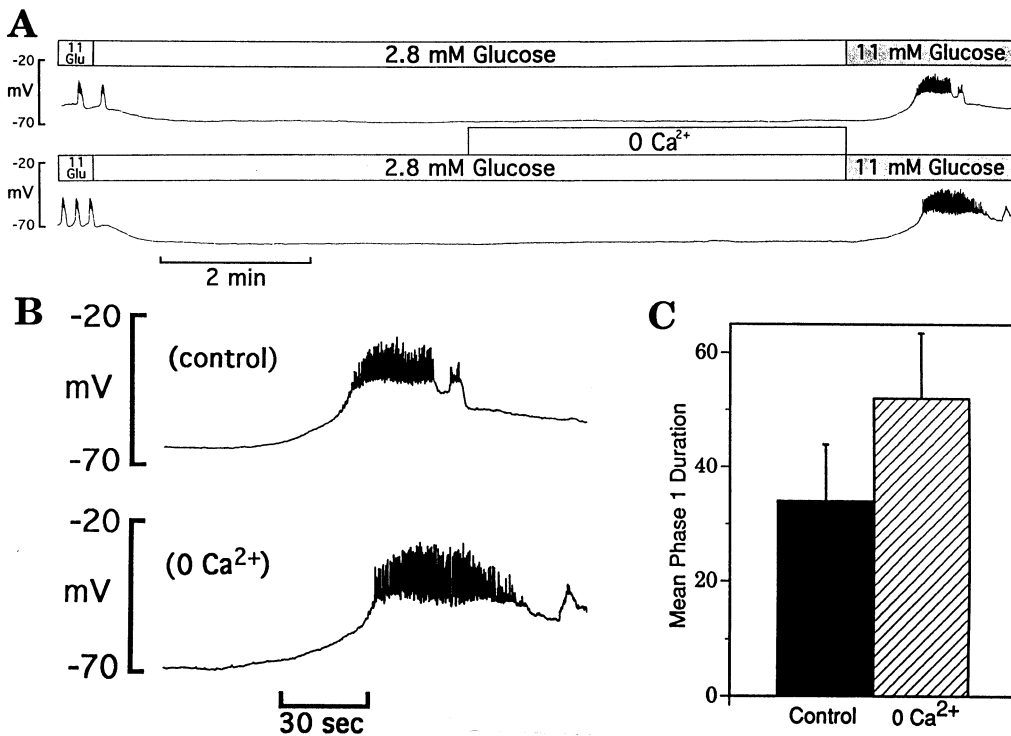 A
11 Glu 2.8 mM Glucose 11 mM Glucose
-20
mV
-70
0 Ca2+
11 Glu 2.8 mM Glucose 11 mM Glucose
-20
mV
-70
2 min
B
-20
(control)
mV
-70
-20
(0 Ca2+)
mV
-70
30 sec
C
60
40
20
0
Mean Phase 1 Duration
Control 0 Ca2+